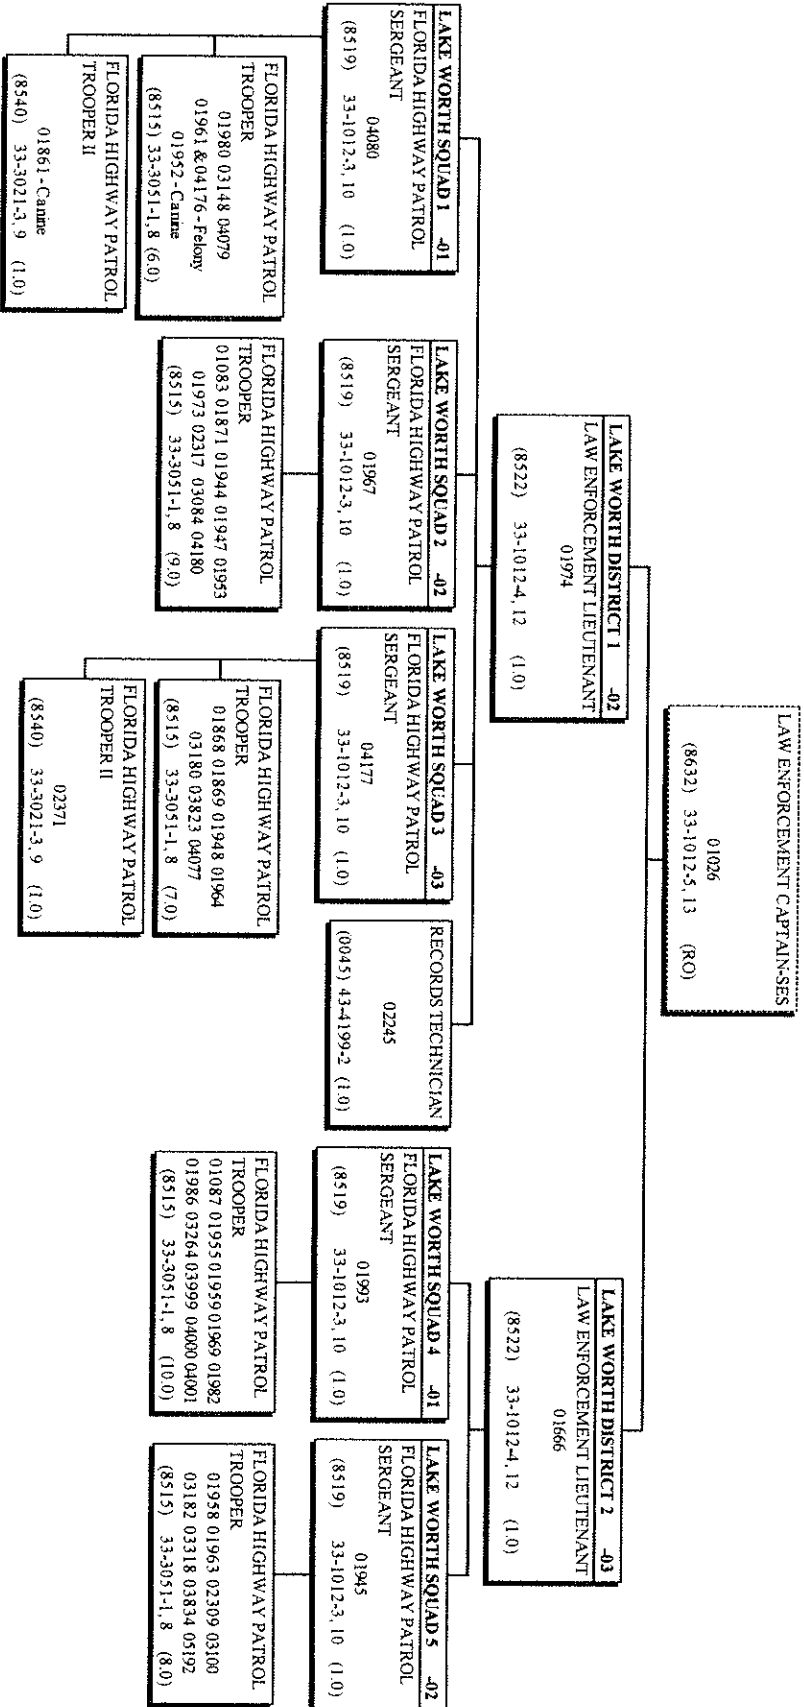 LAW ENFORCEMENT CAPTAIN-SES
01026
(8632) 33-1012-5, 13 (RO)
LAKE WORTH DISTRICT 1 -02
LAW ENFORCEMENT LIEUTENANT
01974
(8522) 33-1012-4, 12 (1.0)
LAKE WORTH DISTRICT 2 -03
LAW ENFORCEMENT LIEUTENANT
01666
(8522) 33-1012-4, 12 (1.0)
LAKE WORTH SQUAD 1 -01
FLORIDA HIGHWAY PATROL
SERGEANT
04080
(8519) 33-1012-3, 10 (1.0)
FLORIDA HIGHWAY PATROL
TROOPER
01980 03148 04079
01961 & 04176 - Felony
01952 - Canine
(8515) 33-3051-1, 8 (6.0)
FLORIDA HIGHWAY PATROL
TROOPER II
01861 - Canine
(8540) 33-3021-3, 9 (1.0)
LAKE WORTH SQUAD 2 -02
FLORIDA HIGHWAY PATROL
SERGEANT
01967
(8519) 33-1012-3, 10 (1.0)
FLORIDA HIGHWAY PATROL
TROOPER
01083 01871 01944 01947 01953
01973 02317 03084 04180
(8515) 33-3051-1, 8 (9.0)
LAKE WORTH SQUAD 3 -03
FLORIDA HIGHWAY PATROL
SERGEANT
04177
(8519) 33-1012-3, 10 (1.0)
FLORIDA HIGHWAY PATROL
TROOPER
01868 01869 01948 01964
03180 03823 04077
(8515) 33-3051-1, 8 (7.0)
FLORIDA HIGHWAY PATROL
TROOPER II
02371
(8540) 33-3021-3, 9 (1.0)
RECORDS TECHNICIAN
02245
(0045) 43-4199-2 (1.0)
LAKE WORTH SQUAD 4 -01
FLORIDA HIGHWAY PATROL
SERGEANT
01993
(8519) 33-1012-3, 10 (1.0)
FLORIDA HIGHWAY PATROL
TROOPER
01087 01955 01959 01969 01982
01986 03264 03999 04000 04001
(8515) 33-3051-1, 8 (10.0)
LAKE WORTH SQUAD 5 -02
FLORIDA HIGHWAY PATROL
SERGEANT
01945
(8519) 33-1012-3, 10 (1.0)
FLORIDA HIGHWAY PATROL
TROOPER
01958 01963 02309 03100
03182 03318 03834 05192
(8515) 33-3051-1, 8 (8.0)